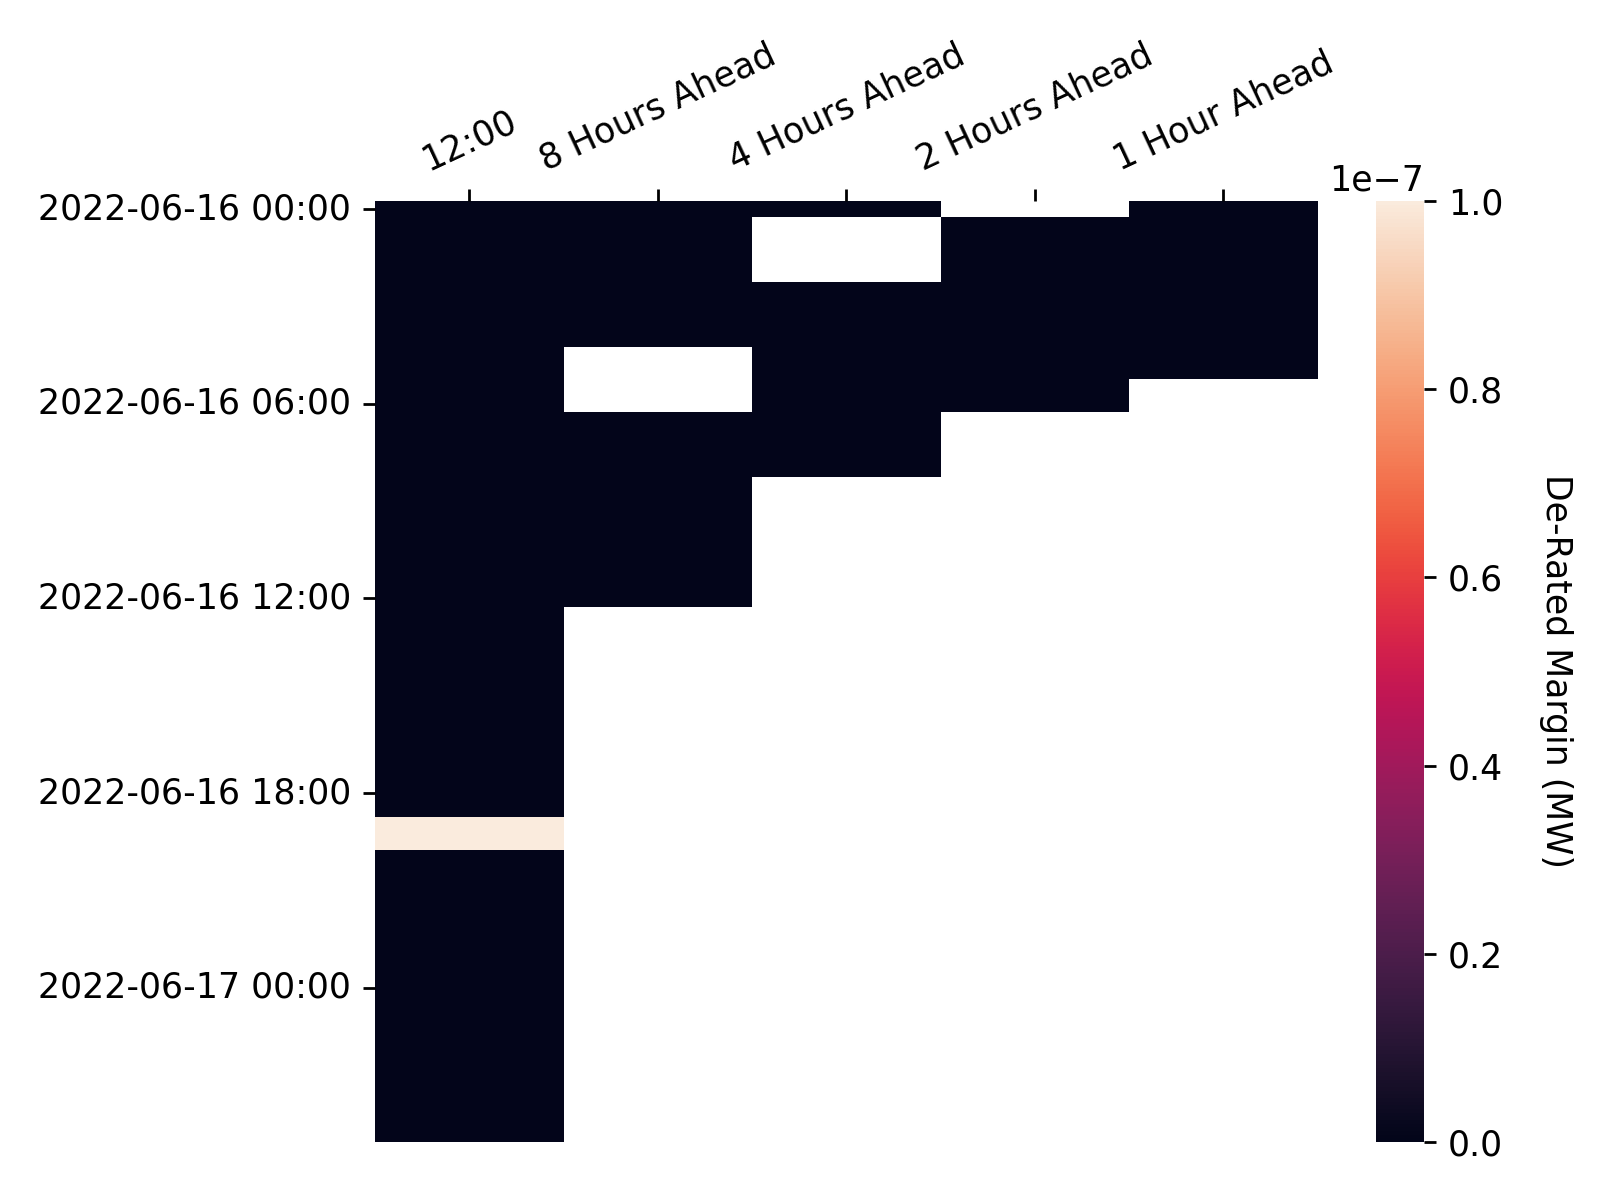 12:00
8 Hours Ahead
4 Hours Ahead
2 Hours Ahead
1 Hour Ahead
1e−7
2022-06-16 00:00
2022-06-16 06:00
2022-06-16 12:00
2022-06-16 18:00
2022-06-17 00:00
1.0
0.8
0.6
0.4
0.2
0.0
De-Rated Margin (MW)